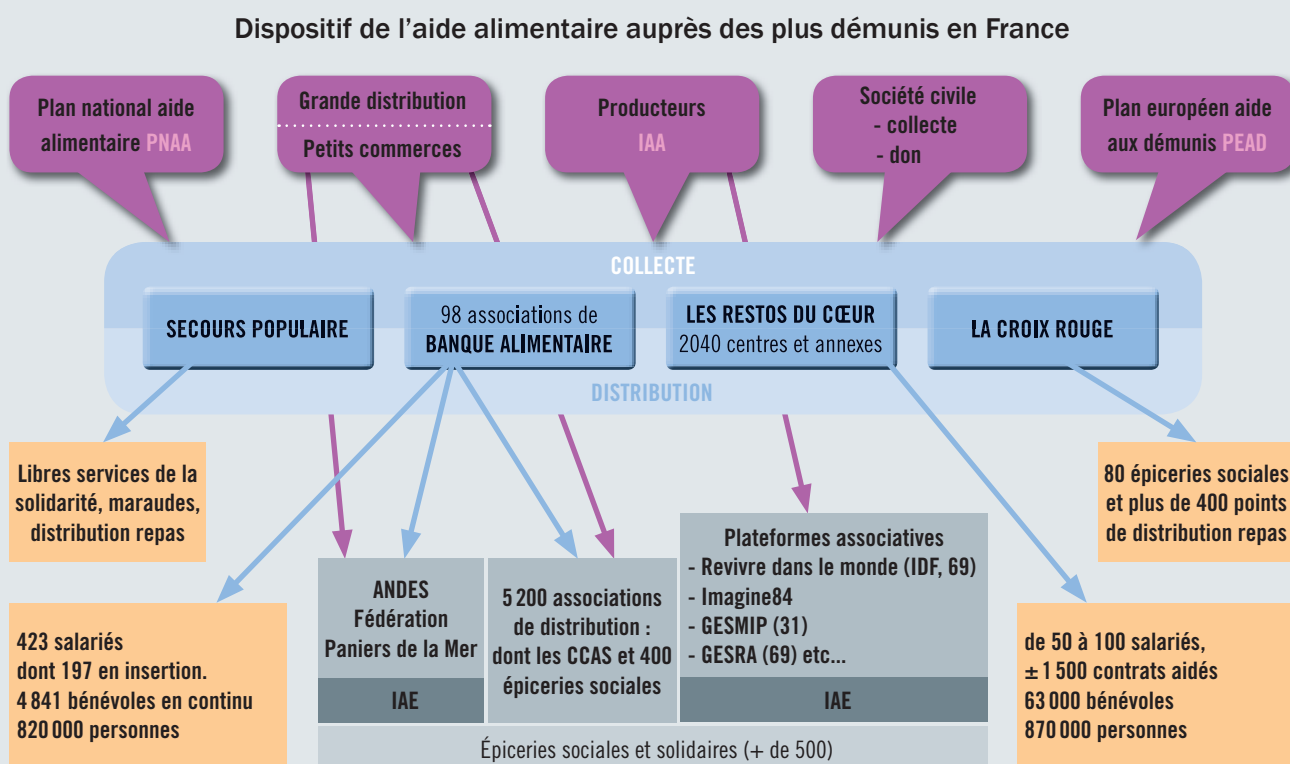 Dispositif de l'aide alimentaire auprès des plus démunis en France
Plan national aide
alimentaire PNAA
Grande distribution
Petits commerces
Producteurs
IAA
Société civile
- collecte
- don
Plan européen aide
aux démunis PEAD
COLLECTE
SECOURS POPULAIRE
98 associations de
BANQUE ALIMENTAIRE
LES RESTOS DU CŒUR
2040 centres et annexes
LA CROIX ROUGE
DISTRIBUTION
Libres services de la
solidarité, maraudes,
distribution repas
80 épiceries sociales
et plus de 400 points
de distribution repas
423 salariés
dont 197 en insertion.
4 841 bénévoles en continu
820 000 personnes
ANDES
Fédération
Paniers de la Mer
IAE
5 200 associations
de distribution :
dont les CCAS et 400
épiceries sociales
Plateformes associatives
- Revivre dans le monde (IDF, 69)
- Imagine84
- GESMIP (31)
- GESRA (69) etc...
IAE
de 50 à 100 salariés,
± 1 500 contrats aidés
63 000 bénévoles
870 000 personnes
Épiceries sociales et solidaires (+ de 500)